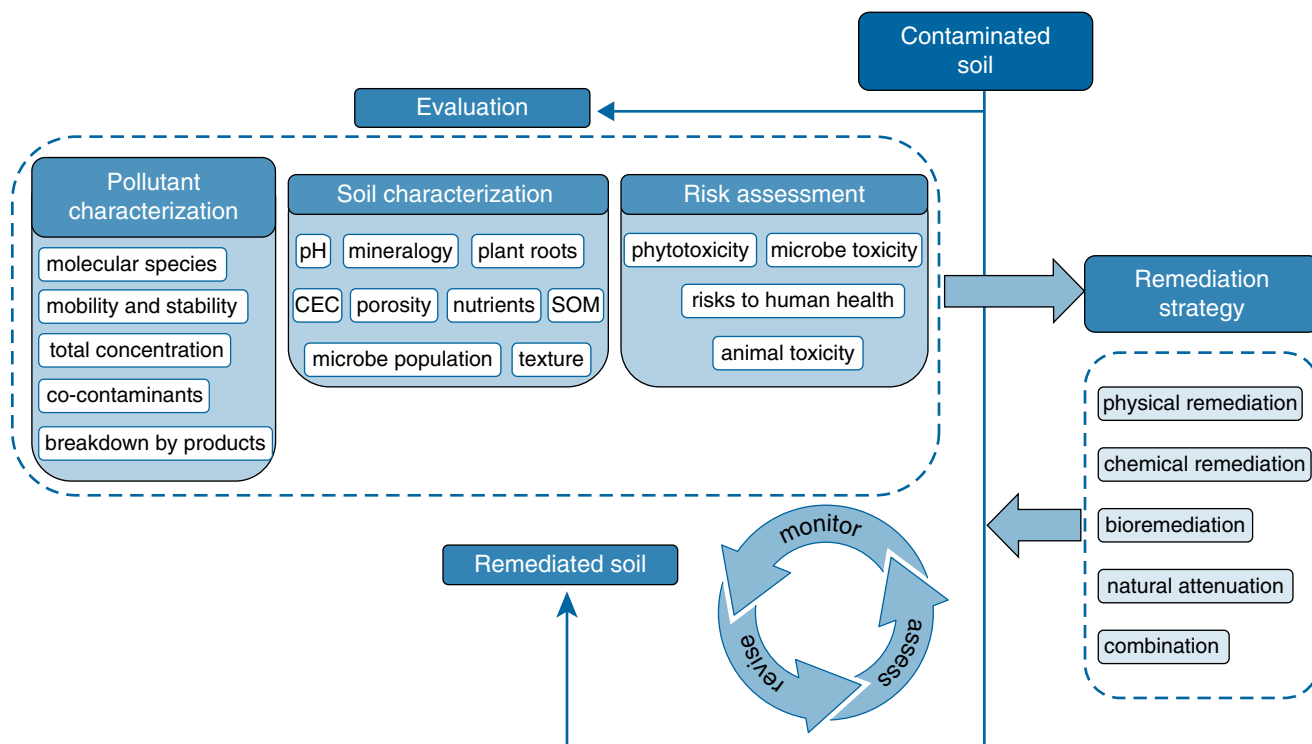 Contaminated
soil
Evaluation
Pollutant
characterization
molecular species
mobility and stability
total concentration
co-contaminants
breakdown by products
Soil characterization
pH mineralogy plant roots
CEC porosity nutrients SOM
microbe population texture
Risk assessment
phytotoxicity microbe toxicity
risks to human health
animal toxicity
Remediation
strategy
physical remediation
chemical remediation
bioremediation
natural attenuation
combination
monitor
revise
assess
Remediated soil